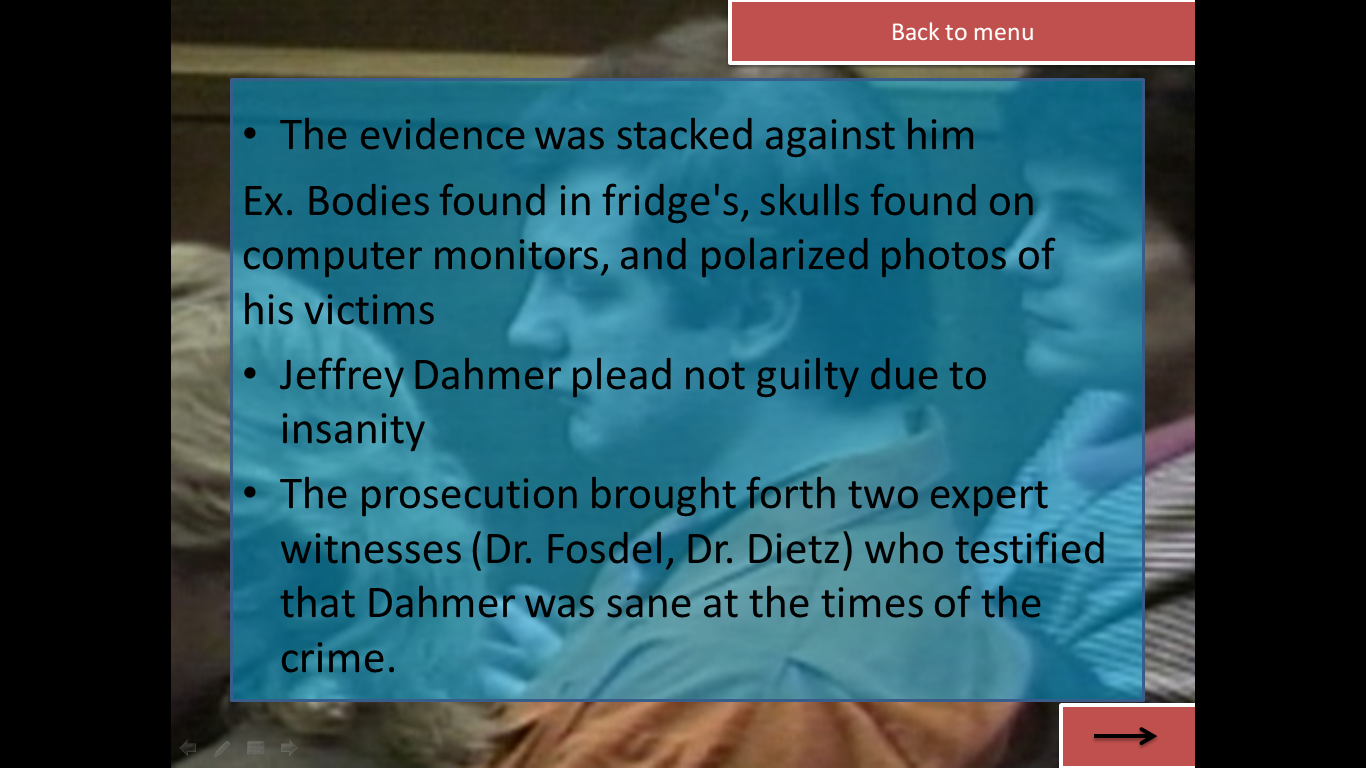 Back to menu
• The evidence was stacked against him
Ex. Bodies found in fridge's, skulls found on
computer monitors, and polarized photos of
his victims
• Jeffrey Dahmer plead not guilty due to
insanity
• The prosecution brought forth two expert
witnesses (Dr. Fosdel, Dr. Dietz) who testified
that Dahmer was sane at the times of the
crime.